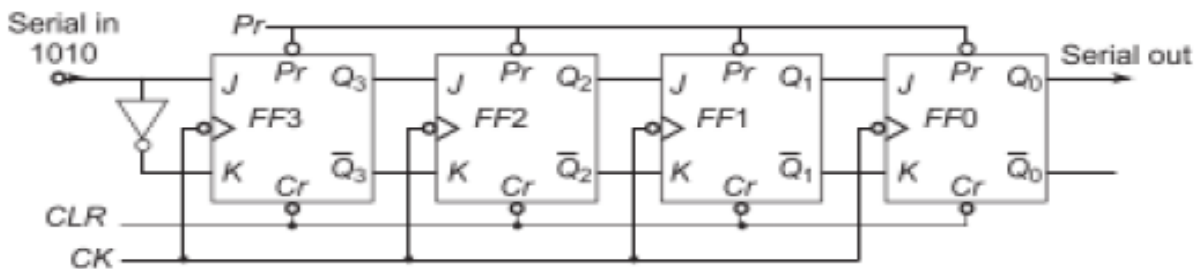 Serial in
1010
Pr
Serial out
J Pr Q3 J Pr Q2 J Pr Q1 J Pr Q0
FF3 FF2 FF1 FF0
K Cr Q̅3 K Cr Q̅2 K Cr Q̅1 K Cr Q̅0
CLR
CK